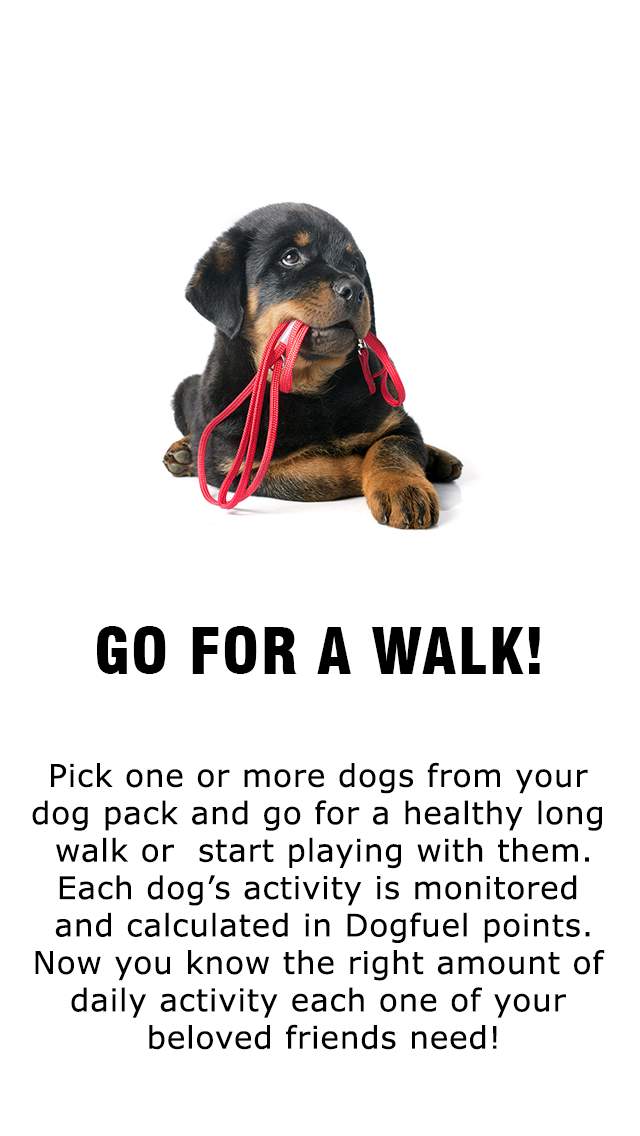 GO FOR A WALK!
Pick one or more dogs from your
dog pack and go for a healthy long
walk or  start playing with them.
Each dog’s activity is monitored
and calculated in Dogfuel points.
Now you know the right amount of
daily activity each one of your
beloved friends need!